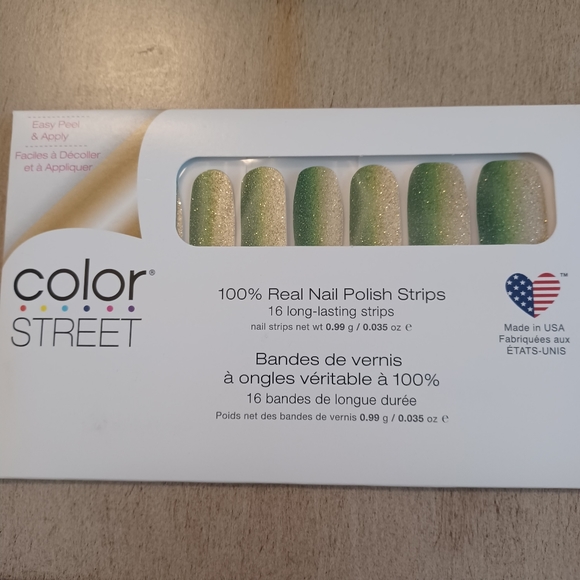 Easy Peel
& Apply
Faciles à Décoller
et à Appliquer
color®
STREET
100% Real Nail Polish Strips
16 long-lasting strips
nail strips net wt 0.99 g / 0.035 oz ℮
Bandes de vernis
à ongles véritable à 100%
16 bandes de longue durée
Poids net des bandes de vernis 0.99 g / 0.035 oz ℮
™
Made in USA
Fabriquées aux
ÉTATS-UNIS